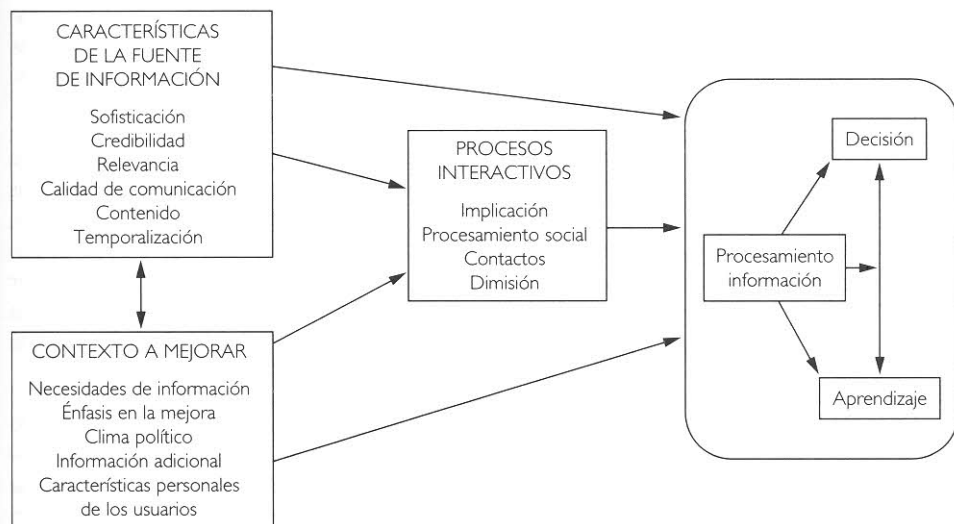 CARACTERÍSTICAS
DE LA FUENTE
DE INFORMACIÓN
Sofisticación
Credibilidad
Relevancia
Calidad de comunicación
Contenido
Temporalización
CONTEXTO A MEJORAR
Necesidades de información
Énfasis en la mejora
Clima político
Información adicional
Características personales
de los usuarios
PROCESOS
INTERACTIVOS
Implicación
Procesamiento social
Contactos
Dimisión
Decisión
Procesamiento
información
Aprendizaje